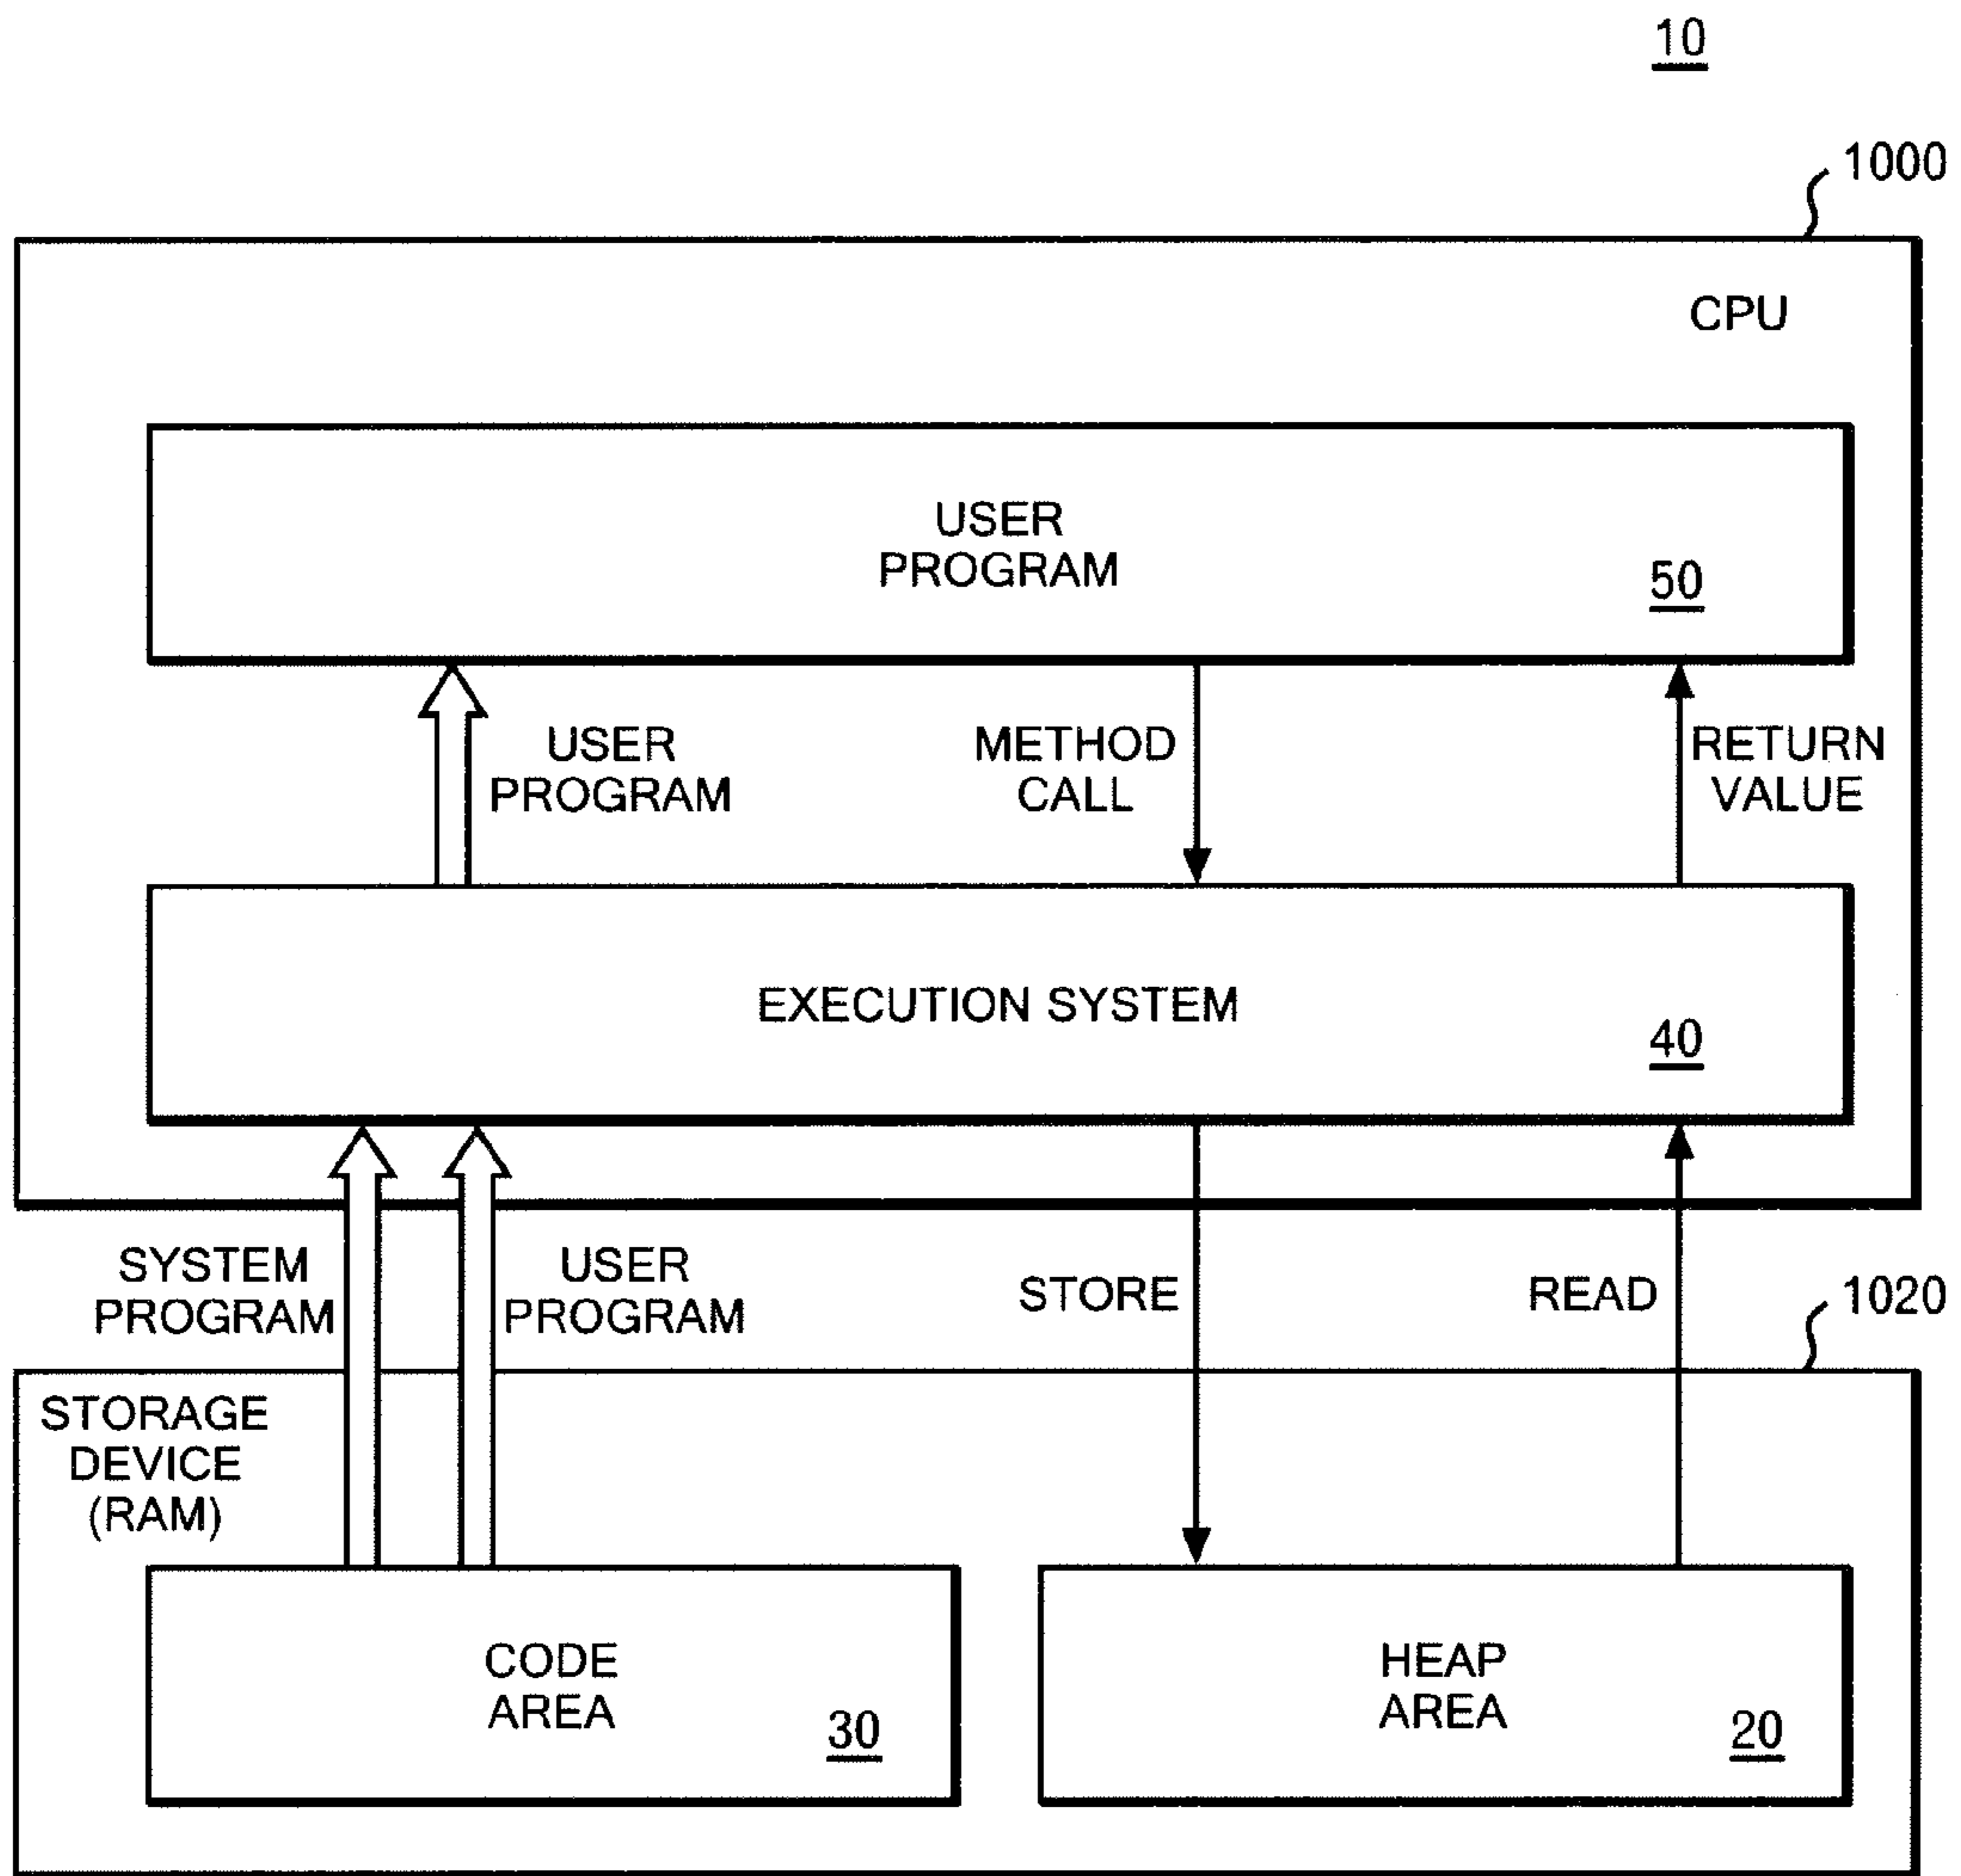 10
1000
CPU
USER
PROGRAM
50
USER
PROGRAM
METHOD
CALL
RETURN
VALUE
EXECUTION SYSTEM
40
SYSTEM
PROGRAM
USER
PROGRAM
STORE
READ
1020
STORAGE
DEVICE
(RAM)
CODE
AREA
30
HEAP
AREA
20